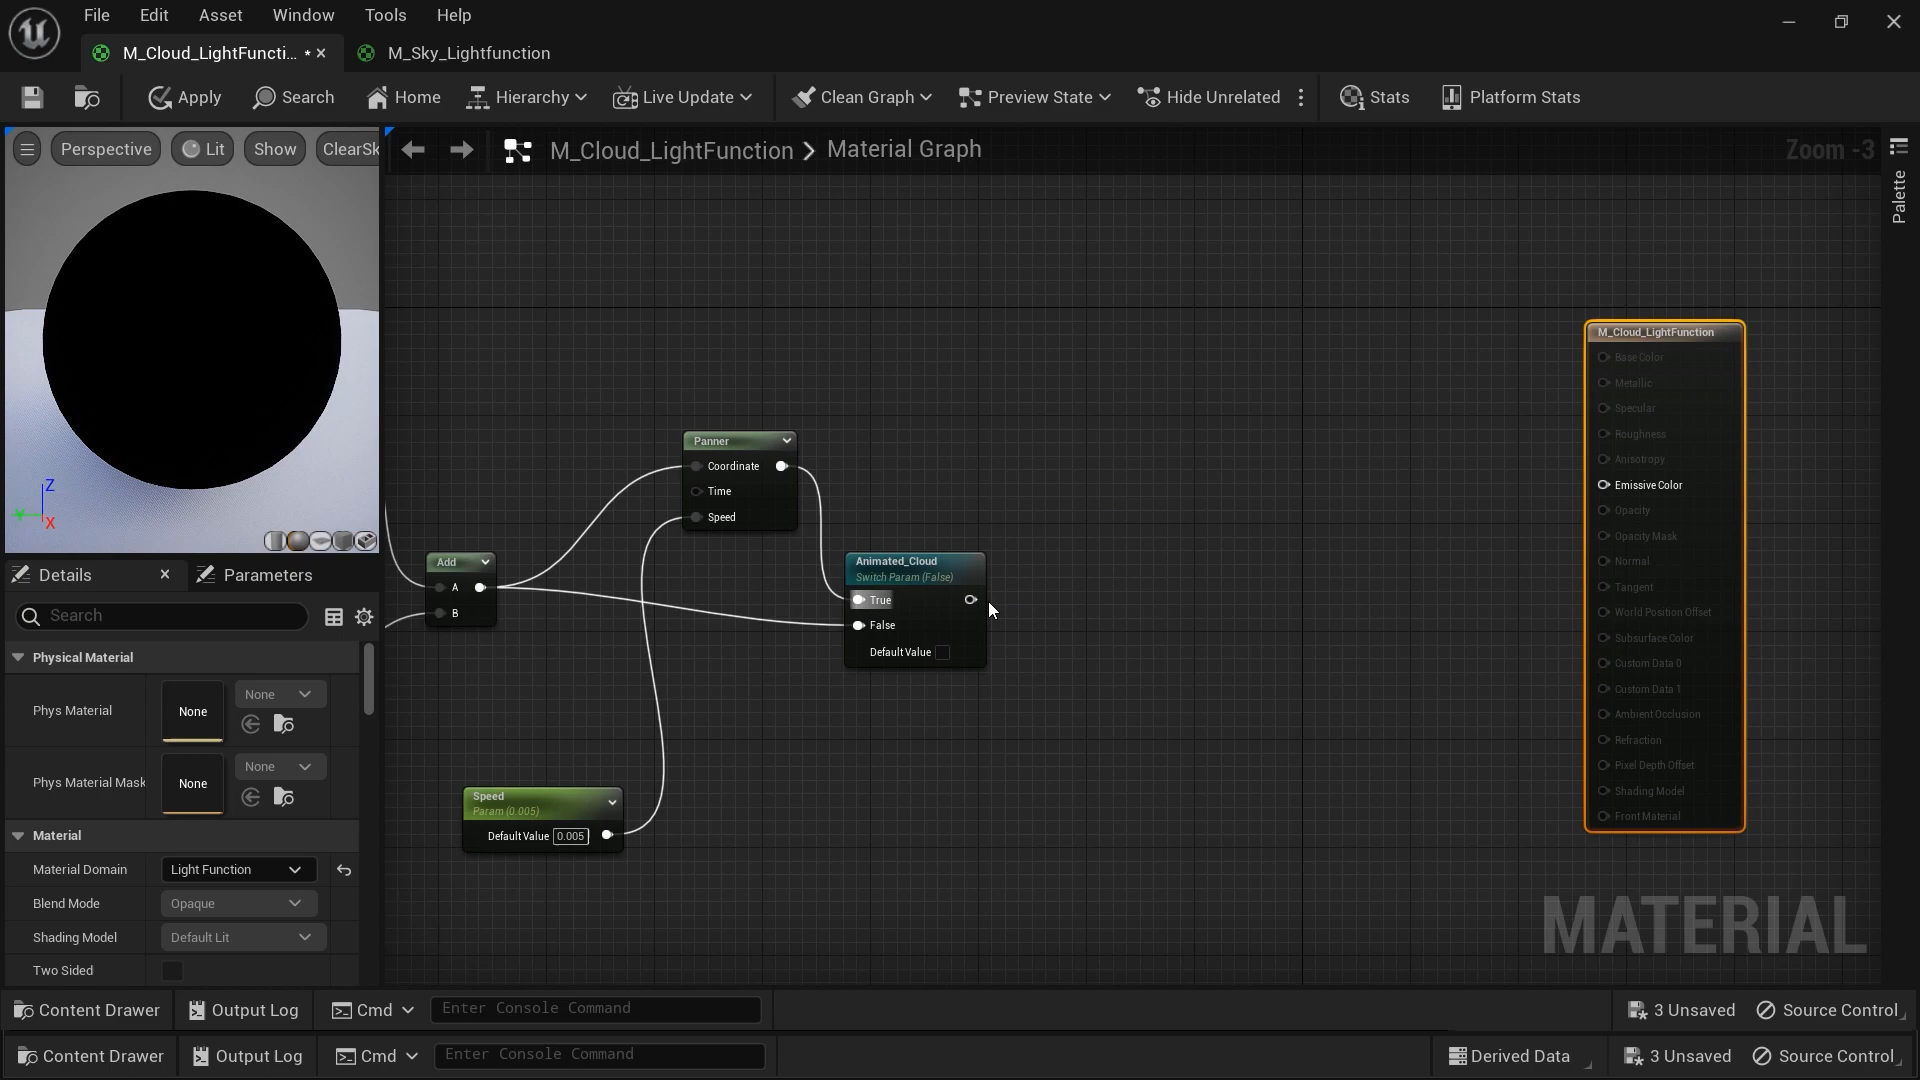 File Edit Asset Window Tools Help
M_Cloud_LightFuncti... •
M_Sky_Lightfunction
Apply Search Home Hierarchy Live Update Clean Graph Preview State Hide Unrelated Stats Platform Stats
Perspective Lit Show ClearSk
M_Cloud_LightFunction > Material Graph
Zoom -3
Palette
Z
Y
X
M_Cloud_LightFunction
Base Color
Metallic
Specular
Roughness
Anisotropy
Emissive Color
Opacity
Opacity Mask
Normal
Tangent
World Position Offset
Subsurface Color
Custom Data 0
Custom Data 1
Ambient Occlusion
Refraction
Pixel Depth Offset
Shading Model
Front Material
Panner
Coordinate
Time
Speed
Add
A
B
Animated_Cloud
Switch Param (False)
True
False
Default Value
Speed
Param (0.005)
Default Value 0.005
Details
Parameters
Search
Physical Material
Phys Material
None
None
Phys Material Mask
None
None
Material
Material Domain
Light Function
Blend Mode
Opaque
Shading Model
Default Lit
Two Sided
MATERIAL
Content Drawer Output Log Cmd Enter Console Command 3 Unsaved Source Control
Content Drawer Output Log Cmd Enter Console Command Derived Data 3 Unsaved Source Control